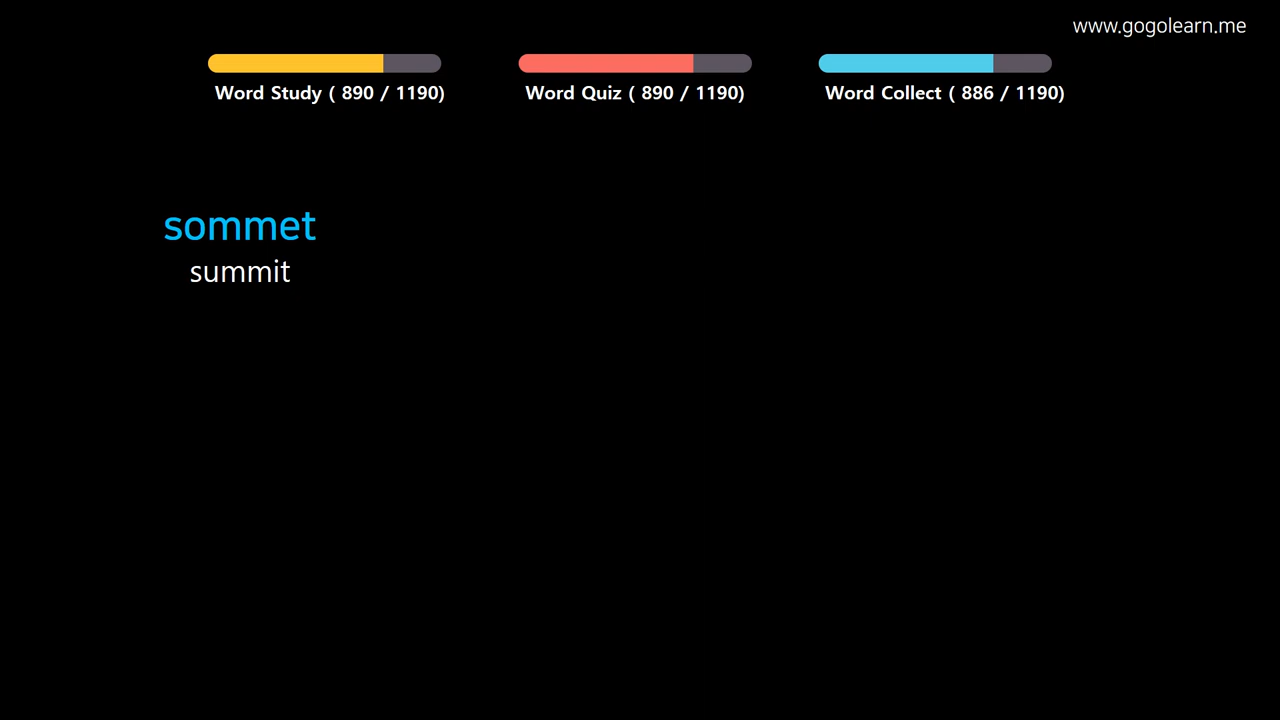 www.gogolearn.me
Word Study ( 890 / 1190)
Word Quiz ( 890 / 1190)
Word Collect ( 886 / 1190)
sommet
summit